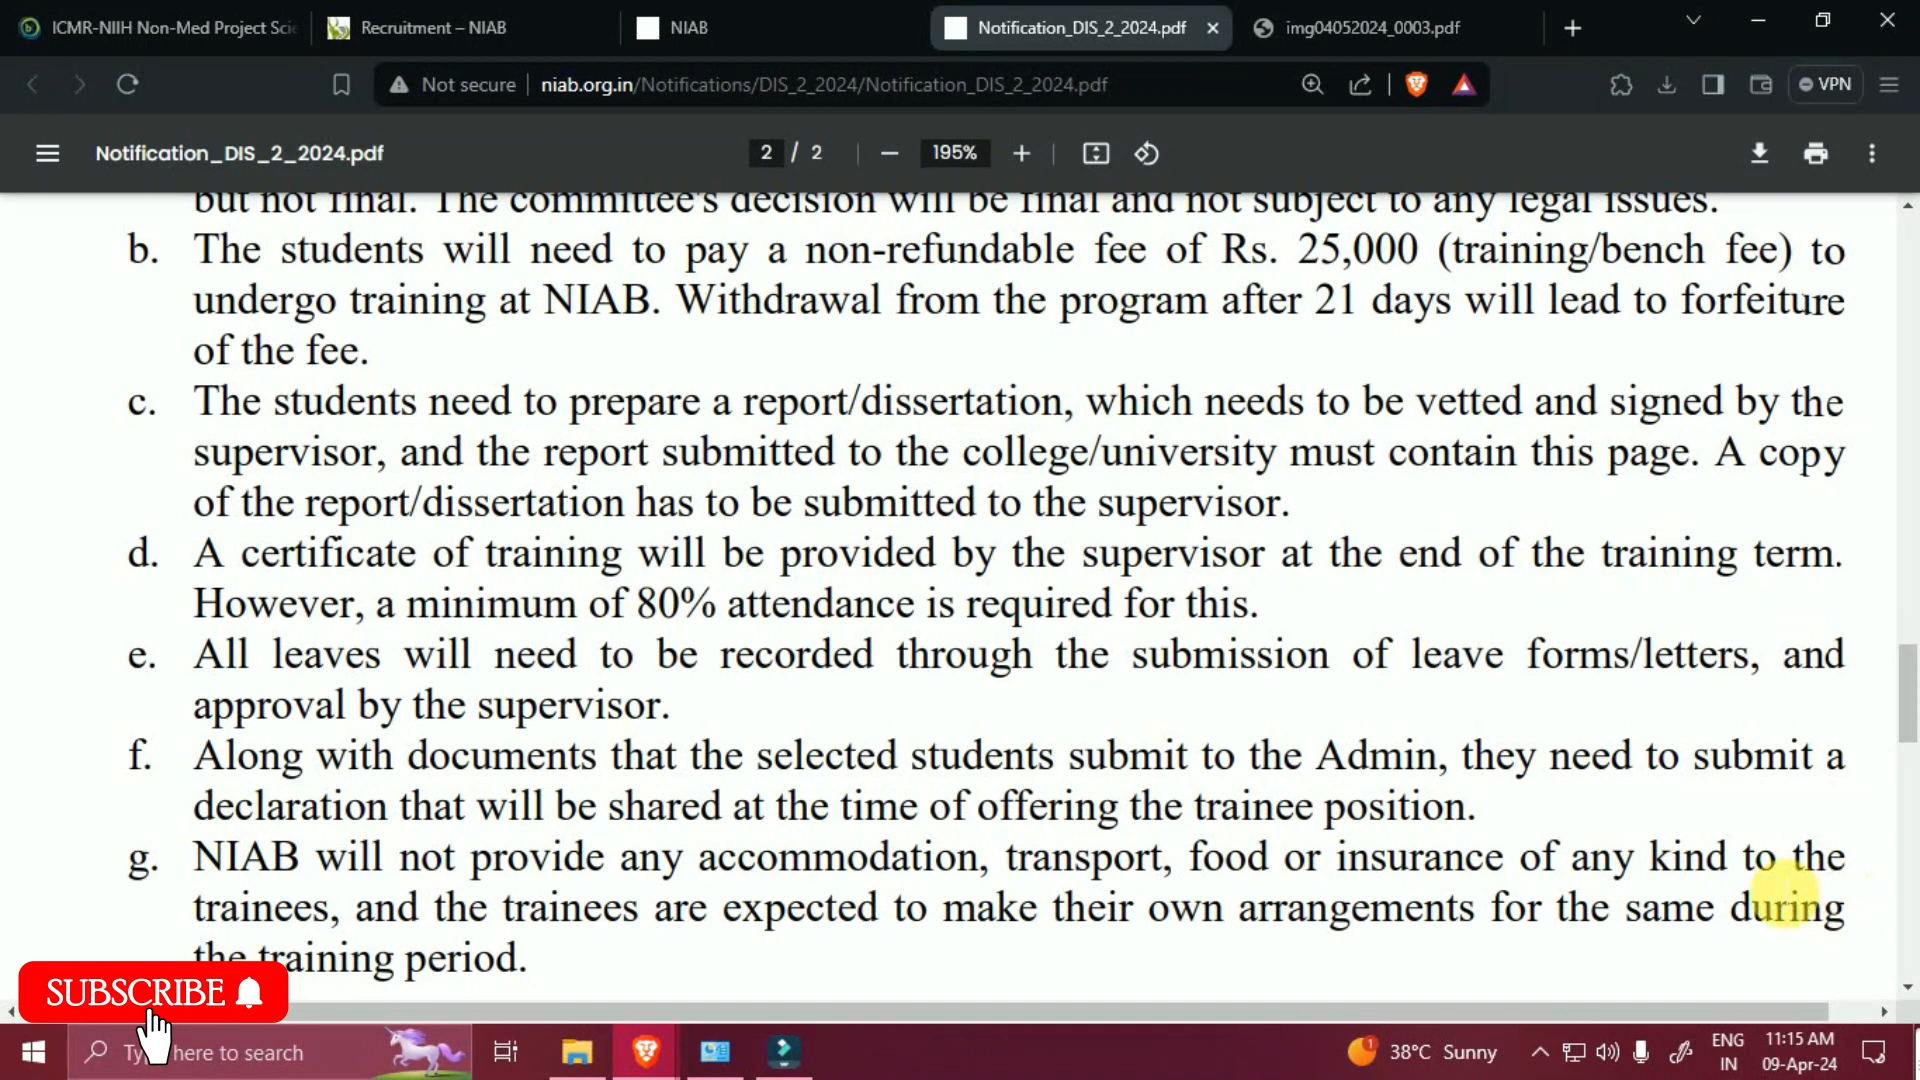 ICMR-NIIH Non-Med Project Scie
Recruitment – NIAB
NIAB
Notification_DIS_2_2024.pdf
img04052024_0003.pdf
Not secure
niab.org.in/Notifications/DIS_2_2024/Notification_DIS_2_2024.pdf
VPN
Notification_DIS_2_2024.pdf
2 / 2
195%
but not final. The committee's decision will be final and not subject to any legal issues.
b. The students will need to pay a non-refundable fee of Rs. 25,000 (training/bench fee) to
undergo training at NIAB. Withdrawal from the program after 21 days will lead to forfeiture
of the fee.
c. The students need to prepare a report/dissertation, which needs to be vetted and signed by the
supervisor, and the report submitted to the college/university must contain this page. A copy
of the report/dissertation has to be submitted to the supervisor.
d. A certificate of training will be provided by the supervisor at the end of the training term.
However, a minimum of 80% attendance is required for this.
e. All leaves will need to be recorded through the submission of leave forms/letters, and
approval by the supervisor.
f. Along with documents that the selected students submit to the Admin, they need to submit a
declaration that will be shared at the time of offering the trainee position.
g. NIAB will not provide any accommodation, transport, food or insurance of any kind to the
trainees, and the trainees are expected to make their own arrangements for the same during
the training period.
SUBSCRIBE
here to search
1
38°C Sunny
ENG
IN
11:15 AM
09-Apr-24